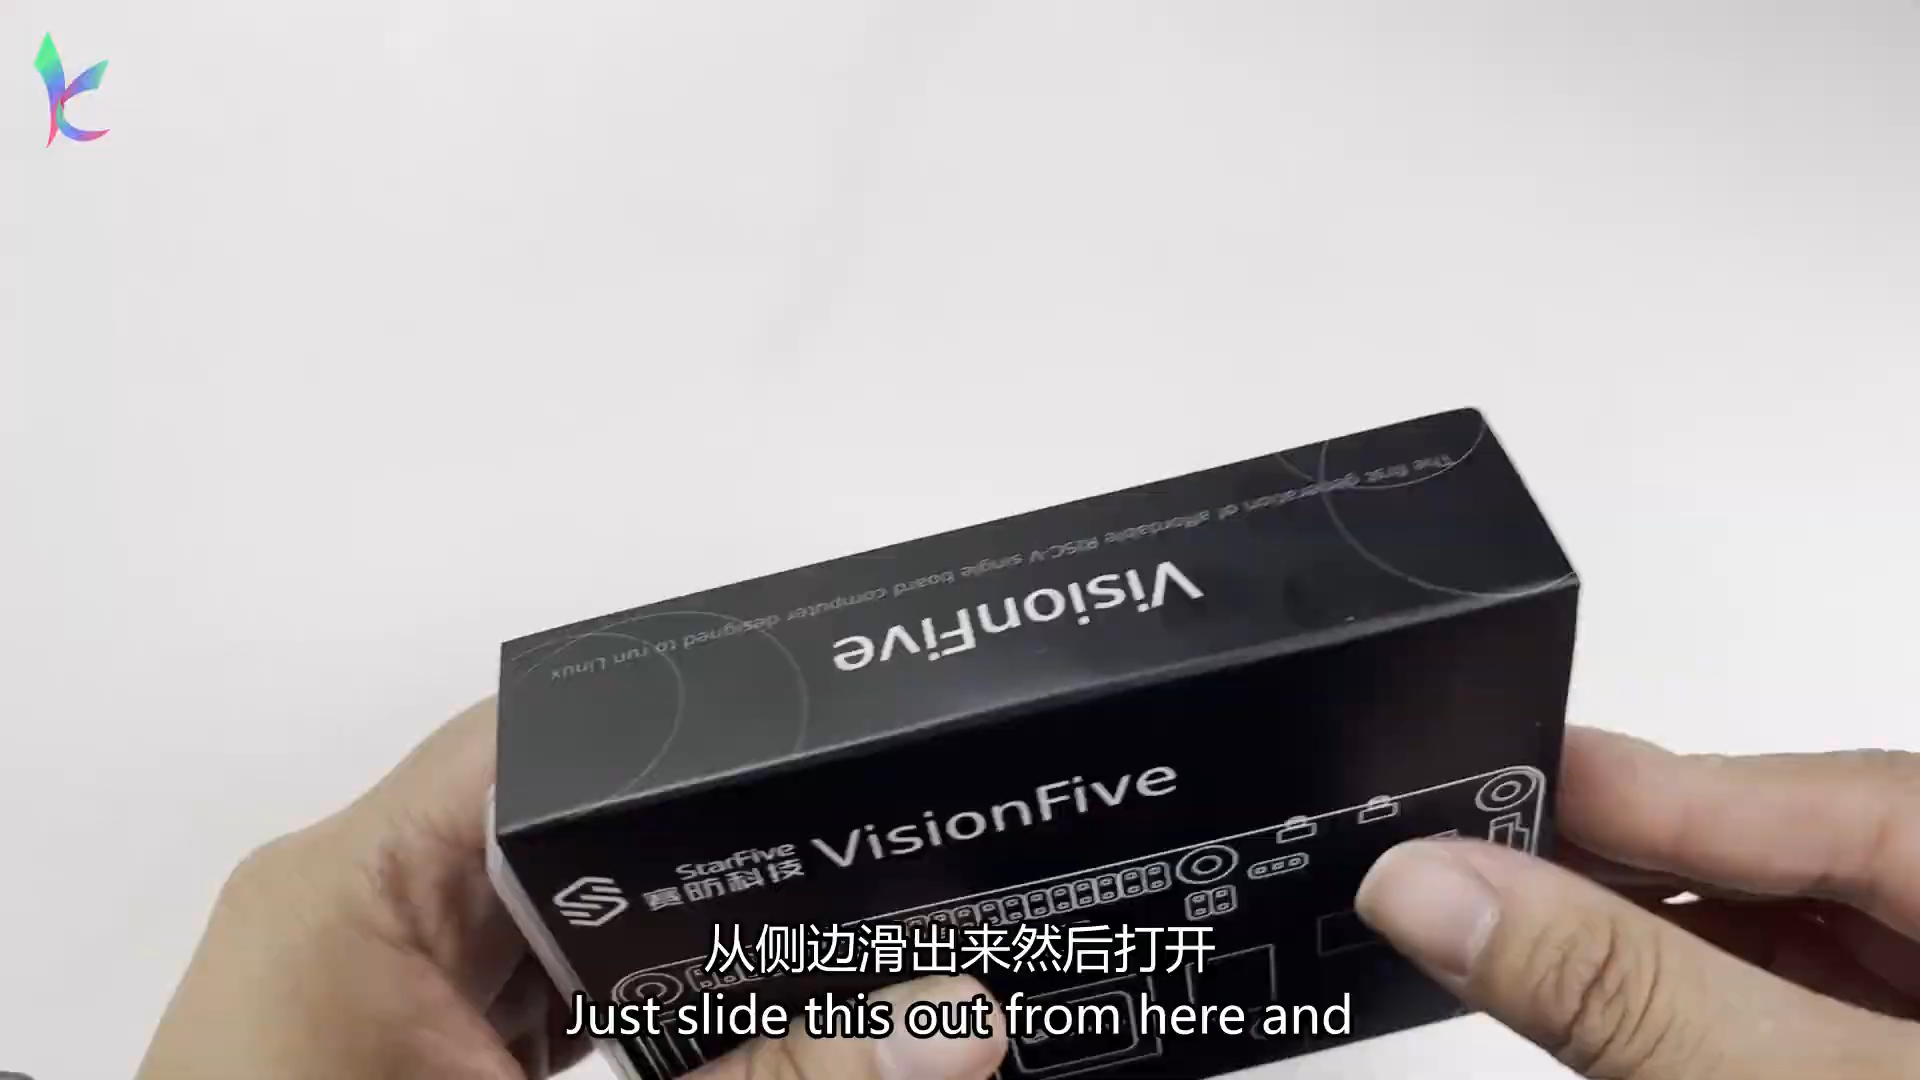 The first generation of affordable RISC-V single board computer designed to run Linux
VisionFive
StarFive
赛昉科技
VisionFive
从侧边滑出来然后打开
Just slide this out from here and